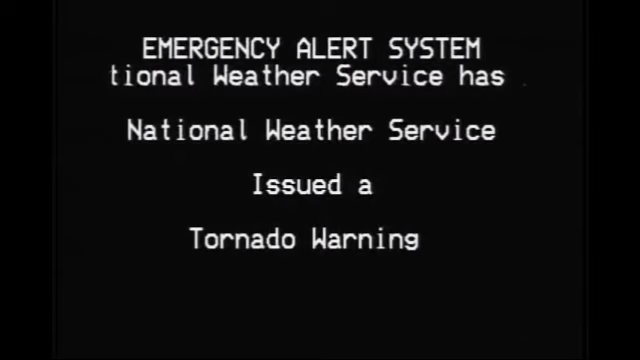 EMERGENCY ALERT SYSTEM
tional Weather Service has
National Weather Service
Issued a
Tornado Warning